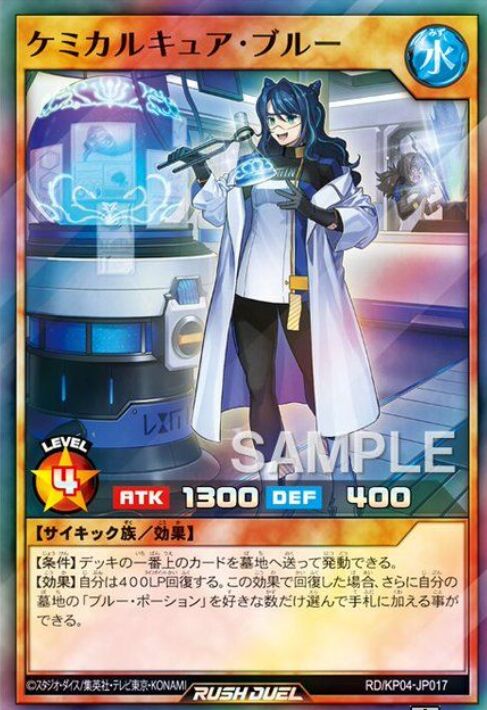 ケミカルキュア・ブルー
みず
水
SAMPLE
LEVEL
4
ATK 1300 DEF 400
【サイキック族/効果】
【条件】デッキの一番上のカードを墓地へ送って発動できる。
【効果】自分は400LP回復する。この効果で回復した場合、さらに自分の
墓地の「ブルー・ポーション」を好きな数だけ選んで手札に加える事が
できる。
©スタジオ・ダイス/集英社・テレビ東京・KONAMI
RUSH DUEL
RD/KP04-JP017